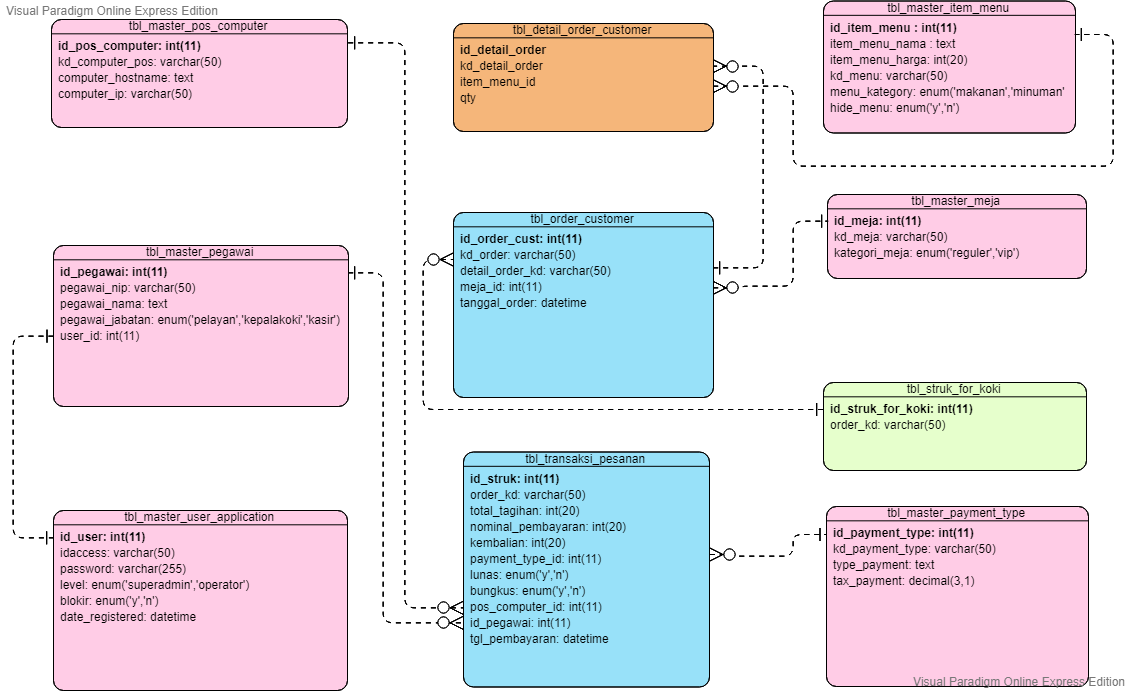 Visual Paradigm Online Express Edition
tbl_master_pos_computer
id_pos_computer: int(11)
kd_computer_pos: varchar(50)
computer_hostname: text
computer_ip: varchar(50)
tbl_detail_order_customer
id_detail_order
kd_detail_order
item_menu_id
qty
tbl_master_item_menu
id_item_menu : int(11)
item_menu_nama : text
item_menu_harga: int(20)
kd_menu: varchar(50)
menu_kategory: enum('makanan','minuman'
hide_menu: enum('y','n')
tbl_master_pegawai
id_pegawai: int(11)
pegawai_nip: varchar(50)
pegawai_nama: text
pegawai_jabatan: enum('pelayan','kepalakoki','kasir')
user_id: int(11)
tbl_order_customer
id_order_cust: int(11)
kd_order: varchar(50)
detail_order_kd: varchar(50)
meja_id: int(11)
tanggal_order: datetime
tbl_master_meja
id_meja: int(11)
kd_meja: varchar(50)
kategori_meja: enum('reguler','vip')
tbl_struk_for_koki
id_struk_for_koki: int(11)
order_kd: varchar(50)
tbl_master_user_application
id_user: int(11)
idaccess: varchar(50)
password: varchar(255)
level: enum('superadmin','operator')
blokir: enum('y','n')
date_registered: datetime
tbl_transaksi_pesanan
id_struk: int(11)
order_kd: varchar(50)
total_tagihan: int(20)
nominal_pembayaran: int(20)
kembalian: int(20)
payment_type_id: int(11)
lunas: enum('y','n')
bungkus: enum('y','n')
pos_computer_id: int(11)
id_pegawai: int(11)
tgl_pembayaran: datetime
tbl_master_payment_type
id_payment_type: int(11)
kd_payment_type: varchar(50)
type_payment: text
tax_payment: decimal(3,1)
Visual Paradigm Online Express Edition